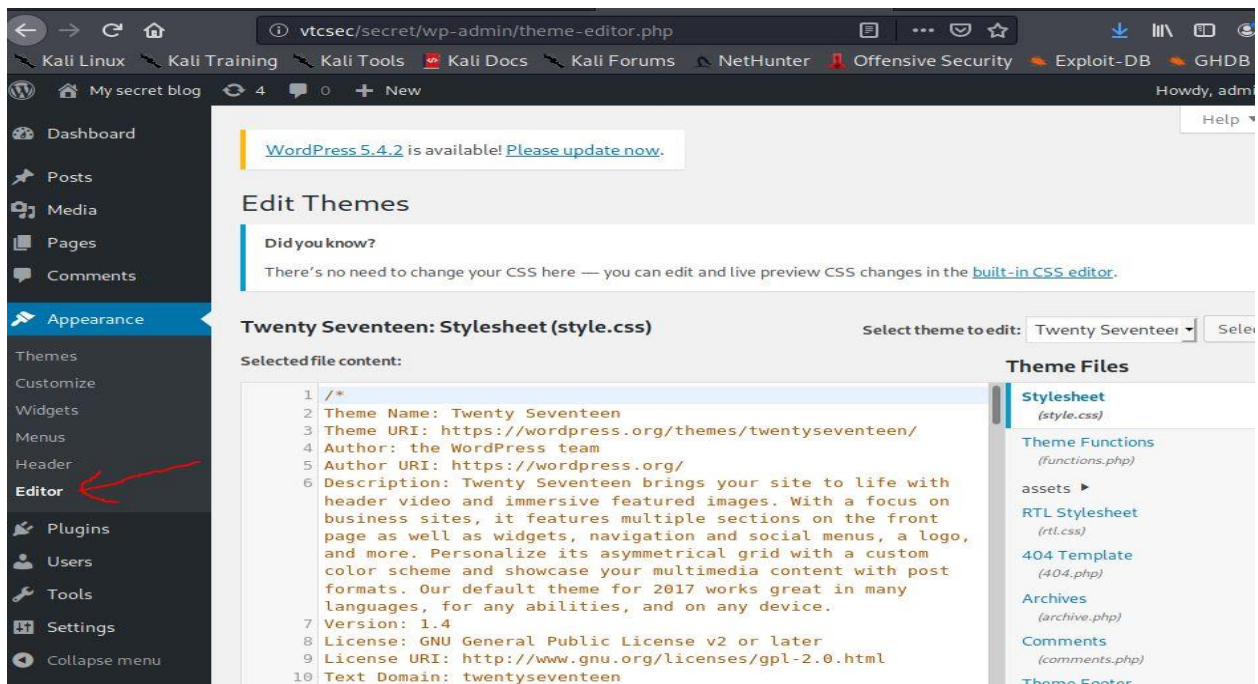 vtcsec/secret/wp-admin/theme-editor.php
Kali Linux Kali Training Kali Tools Kali Docs Kali Forums NetHunter Offensive Security Exploit-DB GHDB
My secret blog 4 0 + New Howdy, admi
Help
Dashboard
Posts
Media
Pages
Comments
Appearance
Themes
Customize
Widgets
Menus
Header
Editor
Plugins
Users
Tools
Settings
Collapse menu
WordPress 5.4.2 is available! Please update now.
Edit Themes
Did you know?
There's no need to change your CSS here — you can edit and live preview CSS changes in the built-in CSS editor.
Twenty Seventeen: Stylesheet (style.css)
Select theme to edit: Twenty Seventeen Selec
Selected file content:
1 /*
2 Theme Name: Twenty Seventeen
3 Theme URI: https://wordpress.org/themes/twentyseventeen/
4 Author: the WordPress team
5 Author URI: https://wordpress.org/
6 Description: Twenty Seventeen brings your site to life with
header video and immersive featured images. With a focus on
business sites, it features multiple sections on the front
page as well as widgets, navigation and social menus, a logo,
and more. Personalize its asymmetrical grid with a custom
color scheme and showcase your multimedia content with post
formats. Our default theme for 2017 works great in many
languages, for any abilities, and on any device.
7 Version: 1.4
8 License: GNU General Public License v2 or later
9 License URI: http://www.gnu.org/licenses/gpl-2.0.html
10 Text Domain: twentyseventeen
Theme Files
Stylesheet
(style.css)
Theme Functions
(functions.php)
assets
RTL Stylesheet
(rtl.css)
404 Template
(404.php)
Archives
(archive.php)
Comments
(comments.php)
Theme Footer